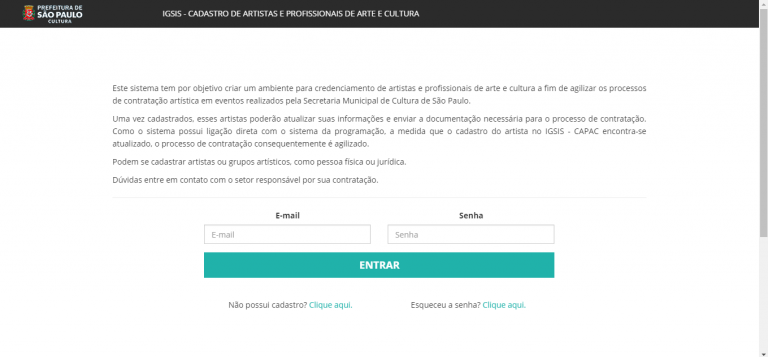 PREFEITURA DE
SÃO PAULO
CULTURA
IGSIS - CADASTRO DE ARTISTAS E PROFISSIONAIS DE ARTE E CULTURA
Este sistema tem por objetivo criar um ambiente para credenciamento de artistas e profissionais de arte e cultura a fim de agilizar os processos
de contratação artística em eventos realizados pela Secretaria Municipal de Cultura de São Paulo.
Uma vez cadastrados, esses artistas poderão atualizar suas informações e enviar a documentação necessária para o processo de contratação.
Como o sistema possui ligação direta com o sistema da programação, a medida que o cadastro do artista no IGSIS - CAPAC encontra-se
atualizado, o processo de contratação consequentemente é agilizado.
Podem se cadastrar artistas ou grupos artísticos, como pessoa física ou jurídica.
Dúvidas entre em contato com o setor responsável por sua contratação.
E-mail Senha
E-mail Senha
ENTRAR
Não possui cadastro? Clique aqui. Esqueceu a senha? Clique aqui.